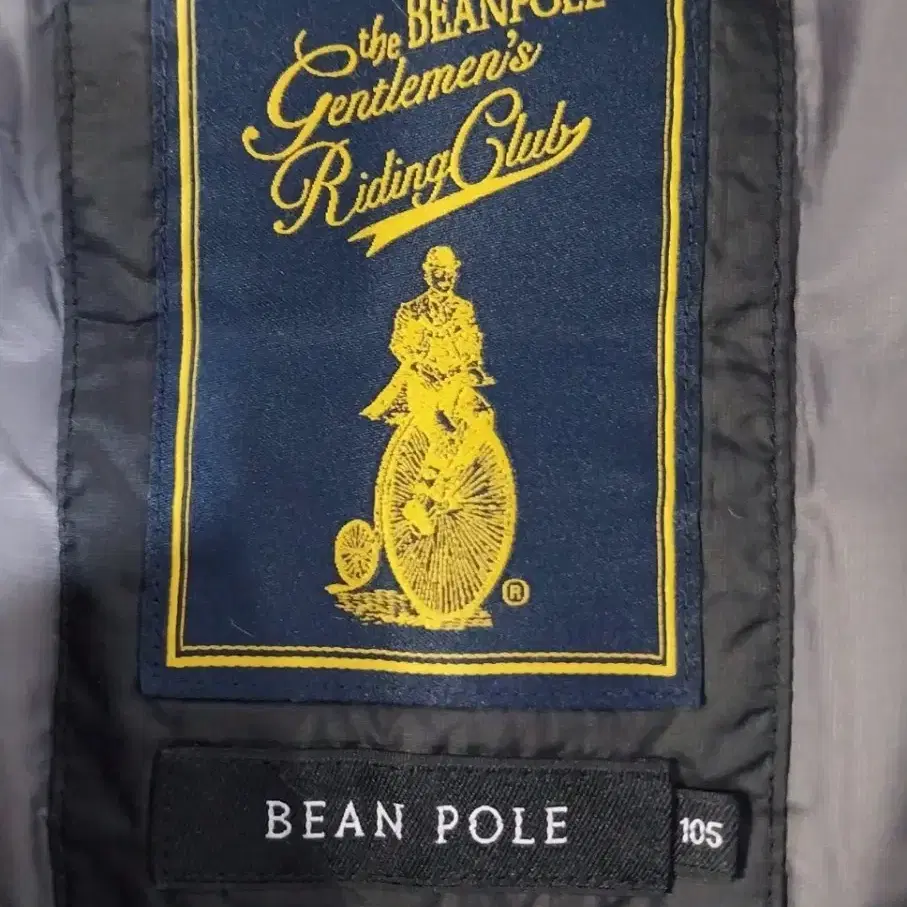 the BEANPOLE
Gentlemen's
Riding Club
®
BEAN POLE
105